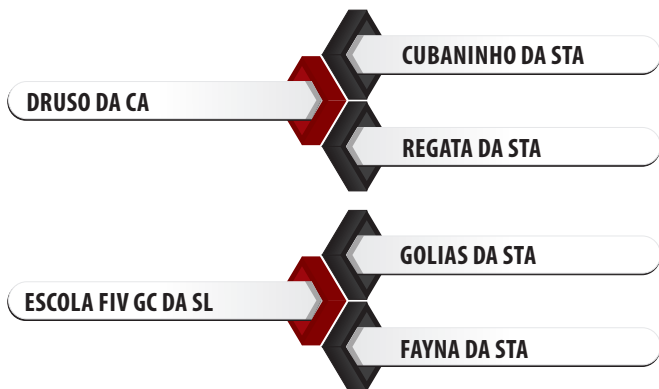 CUBANINHO DA STA
DRUSO DA CA
REGATA DA STA
GOLIAS DA STA
ESCOLA FIV GC DA SL
FAYNA DA STA